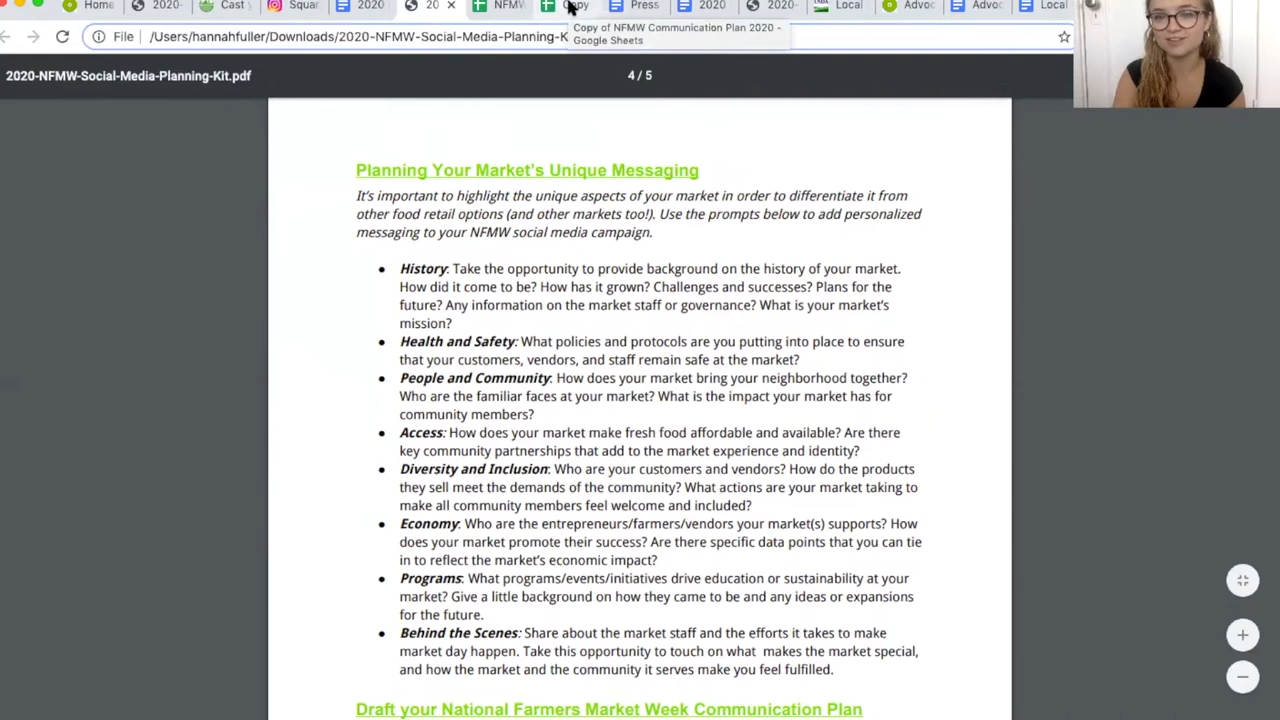 Home
2020-
Cast
Squar
2020
20
NFMW
Copy
Press
2020
2020-
Local
Advoc
Advoc
Local
File
/Users/hannahfuller/Downloads/2020-NFMW-Social-Media-Planning-K
Copy of NFMW Communication Plan 2020 -
Google Sheets
2020-NFMW-Social-Media-Planning-Kit.pdf
4 / 5
Planning Your Market's Unique Messaging
It's important to highlight the unique aspects of your market in order to differentiate it from
other food retail options (and other markets too!). Use the prompts below to add personalized
messaging to your NFMW social media campaign.
● History: Take the opportunity to provide background on the history of your market.
How did it come to be? How has it grown? Challenges and successes? Plans for the
future? Any information on the market staff or governance? What is your market's
mission?
● Health and Safety: What policies and protocols are you putting into place to ensure
that your customers, vendors, and staff remain safe at the market?
● People and Community: How does your market bring your neighborhood together?
Who are the familiar faces at your market? What is the impact your market has for
community members?
● Access: How does your market make fresh food affordable and available? Are there
key community partnerships that add to the market experience and identity?
● Diversity and Inclusion: Who are your customers and vendors? How do the products
they sell meet the demands of the community? What actions are your market taking to
make all community members feel welcome and included?
● Economy: Who are the entrepreneurs/farmers/vendors your market(s) supports? How
does your market promote their success? Are there specific data points that you can tie
in to reflect the market's economic impact?
● Programs: What programs/events/initiatives drive education or sustainability at your
market? Give a little background on how they came to be and any ideas or expansions
for the future.
● Behind the Scenes: Share about the market staff and the efforts it takes to make
market day happen. Take this opportunity to touch on what makes the market special,
and how the market and the community it serves make you feel fulfilled.
Draft your National Farmers Market Week Communication Plan